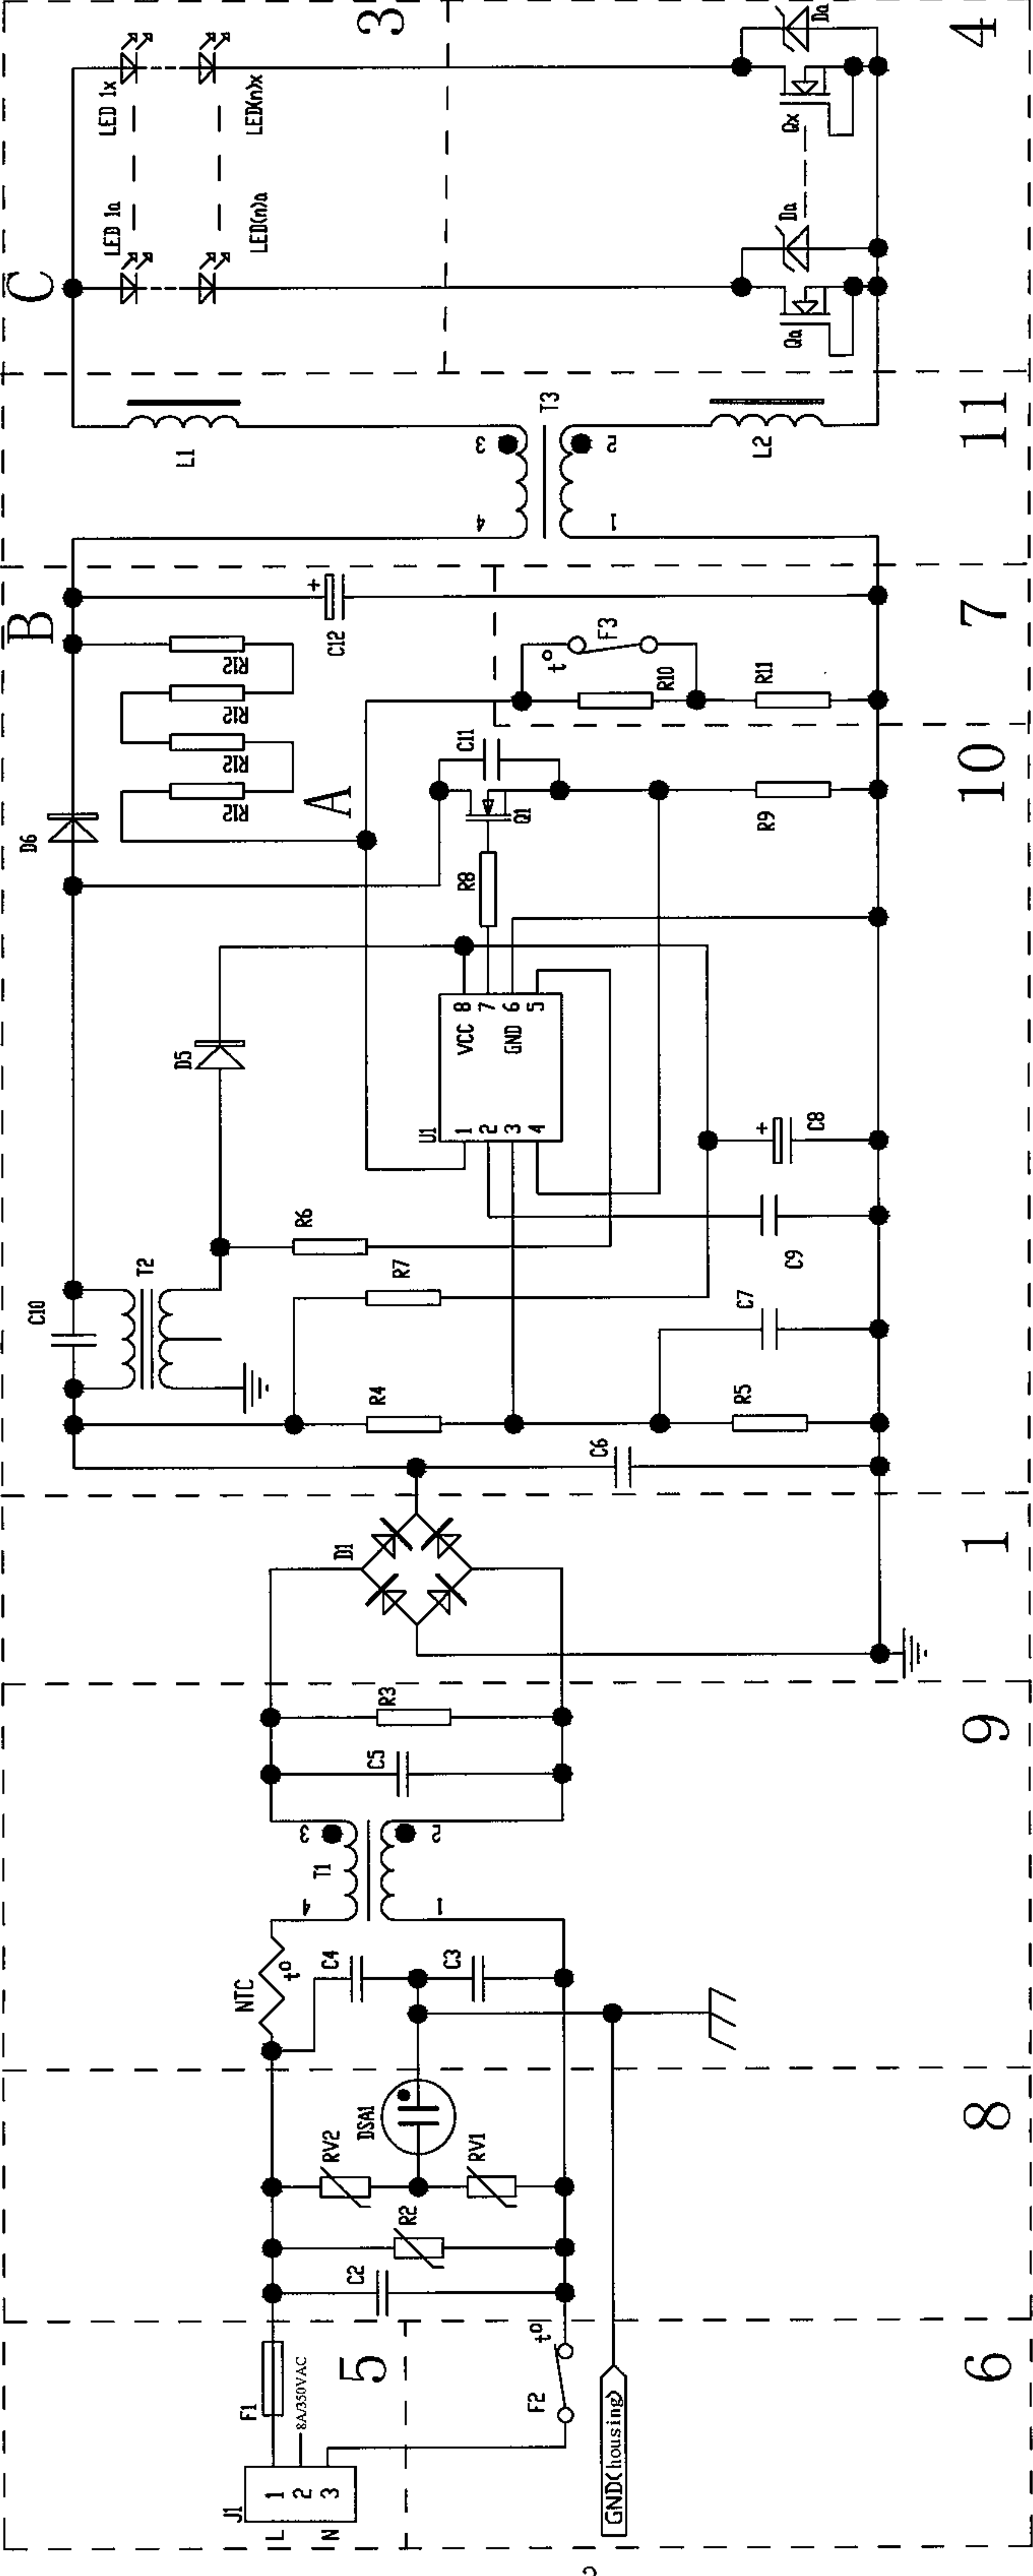 J1
L
N
1
2
3
F1
8A/350VAC
5
F2
t°
GND(housing)
6
C2
R2
RV2
RV1
DSA1
8
NTC
t°
C4
C3
4
3
T1
1
2
C5
R3
9
D1
1
C6
R4
R5
C7
C10
T2
R7
R6
C9
C8
D5
U1
1
2
3
4
VCC 8
7
GND 6
5
R8
Q1
C11
R9
10
D6
A
R12
R12
R12
R12
B
C12
t°
F3
R10
R11
7
4
3
T3
1
2
L1
L2
11
C
LED 1a
LED 1x
LED(n)a
LED(n)x
3
Qa
Da
Qx
Da
4